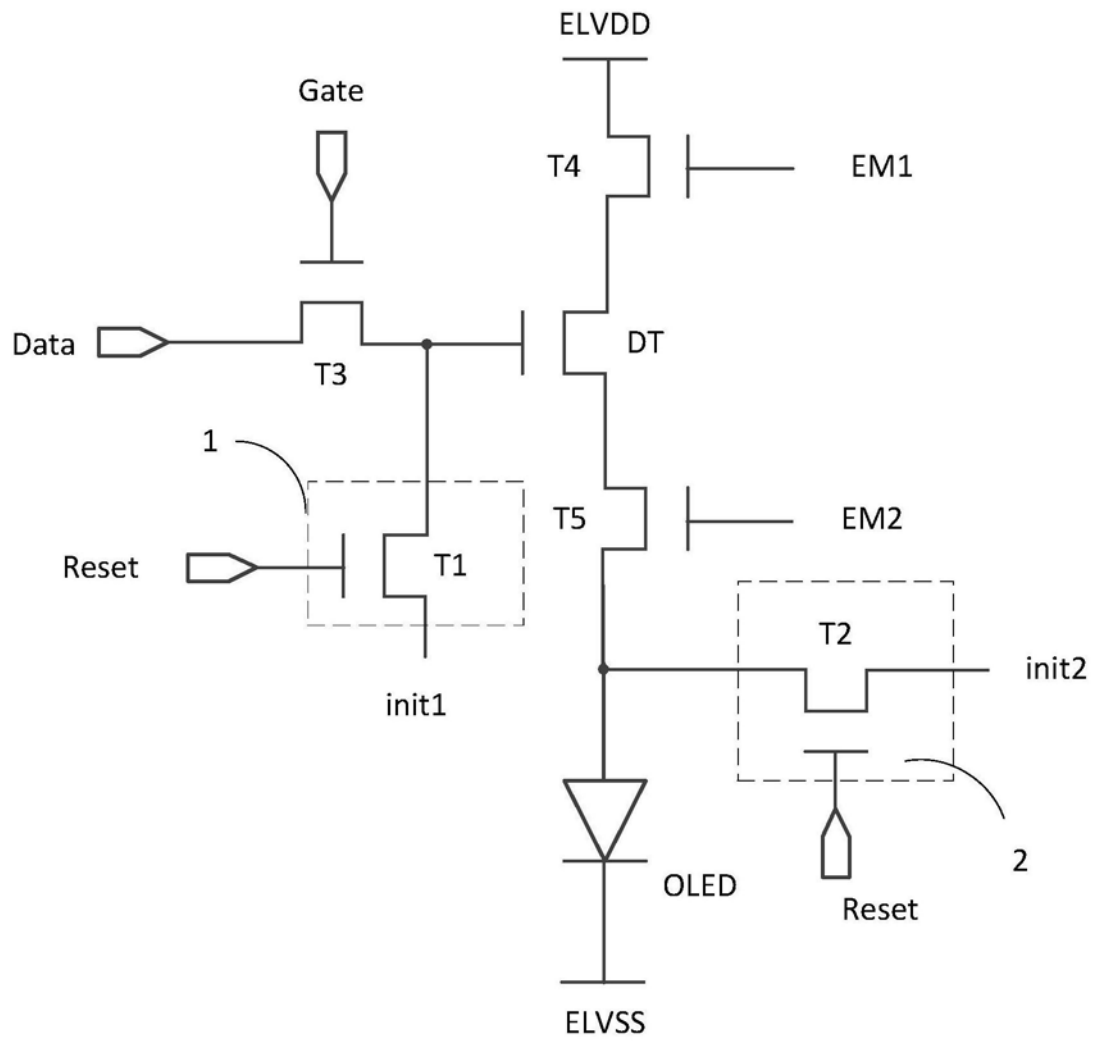 ELVDD
Gate
T4
EM1
Data
T3
DT
1
T5
EM2
Reset
T1
T2
init1
init2
OLED
2
Reset
ELVSS